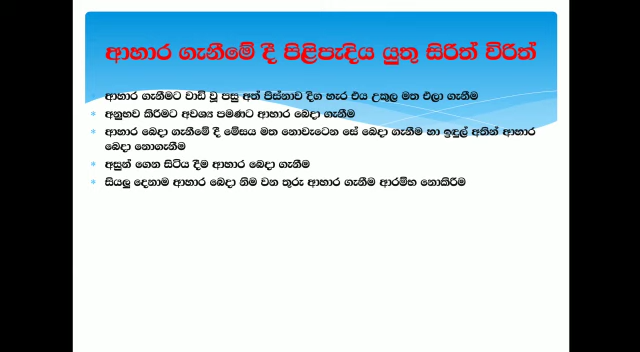 ආහාර ගැනීමේ දී පිළිපැදිය යුතු සිරිත් විරිත්
ආහාර ගැනීමට වාඩි වූ පසු අත් පිස්නාව දිග හැර එය උකුල මත එලා ගැනීම
අනුභව කිරීමට අවශ්‍ය පමණට ආහාර බෙදා ගැනීම
ආහාර බෙදා ගැනීමේ දී මේසය මත නොවැටෙන සේ බෙදා ගැනීම හා ඉඳුල් අතින් ආහාර
බෙදා නොගැනීම
අසුන් ගෙන සිටිය දීම ආහාර බෙදා ගැනීම
සියලු දෙනාම ආහාර බෙදා නිම වන තුරු ආහාර ගැනීම ආරම්භ නොකිරීම